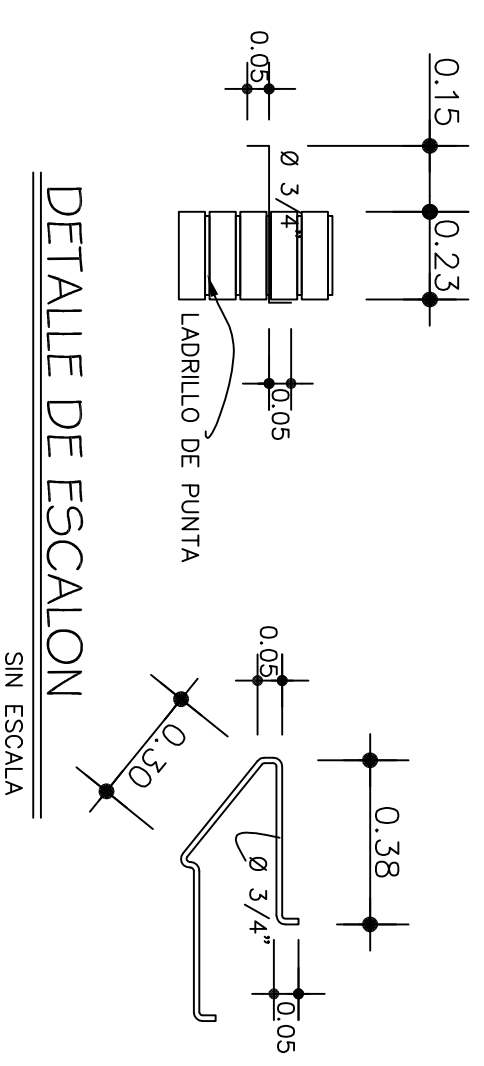 0.15
0.23
0.05
Ø 3/4"
0.05
LADRILLO DE PUNTA
0.38
0.05
Ø 3/4"
0.05
0.30
DETALLE DE ESCALON
SIN ESCALA